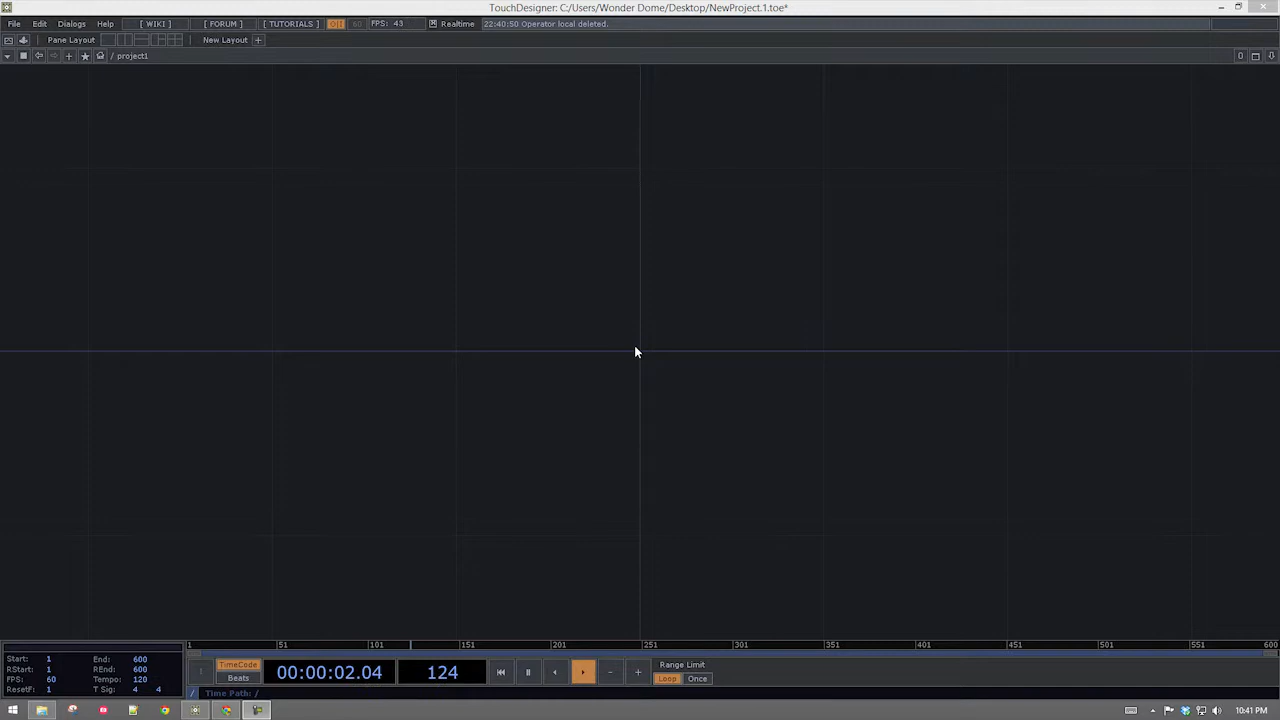 TouchDesigner: C:/Users/Wonder Dome/Desktop/NewProject.1.toe*
File Edit Dialogs Help [ WIKI ] [ FORUM ] [ TUTORIALS ] O|I 60 FPS: 43 Realtime 22:40:50 Operator local deleted.
Pane Layout New Layout +
/ project1 0
1 51 101 151 201 251 301 351 401 451 501 551 600
Start: 1 End: 600 TimeCode Range Limit
RStart: 1 REnd: 600 00:00:02.04 124
FPS: 60 Tempo: 120 Beats Loop Once
ResetF: 1 T Sig: 4 4
/ Time Path: /
10:41 PM